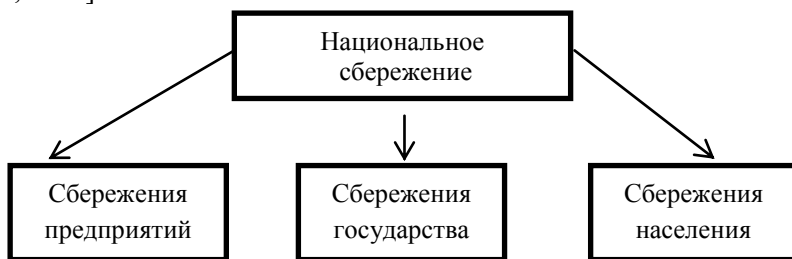 Национальное
сбережение
Сбережения
предприятий
Сбережения
государства
Сбережения
населения